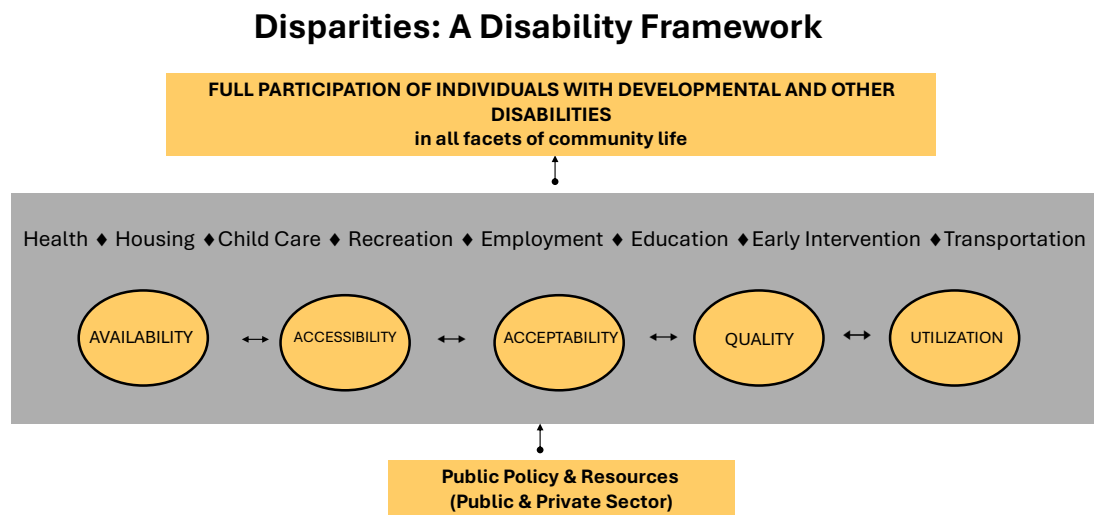 Disparities: A Disability Framework
FULL PARTICIPATION OF INDIVIDUALS WITH DEVELOPMENTAL AND OTHER
DISABILITIES
in all facets of community life
Health ♦ Housing ♦Child Care ♦ Recreation ♦ Employment ♦ Education ♦Early Intervention ♦Transportation
AVAILABILITY
ACCESSIBILITY
ACCEPTABILITY
QUALITY
UTILIZATION
Public Policy & Resources
(Public & Private Sector)